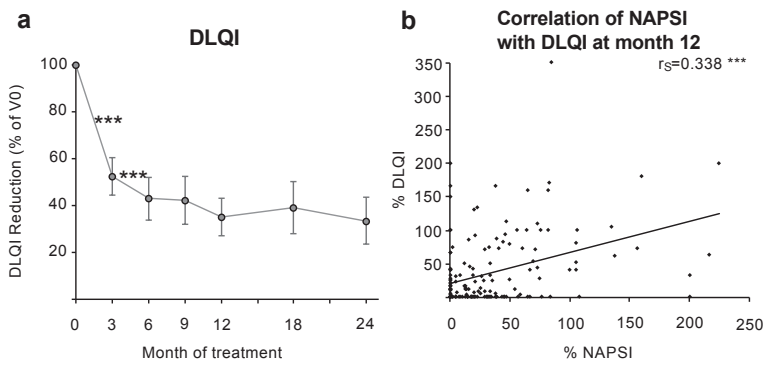 a
DLQI
DLQI Reduction (% of V0)
100
80
60
40
20
***
***
0 3 6 9 12 18 24
Month of treatment
b
Correlation of NAPSI
with DLQI at month 12
rS=0.338 ***
% DLQI
350
300
250
200
150
100
50
0 50 100 150 200 250
% NAPSI